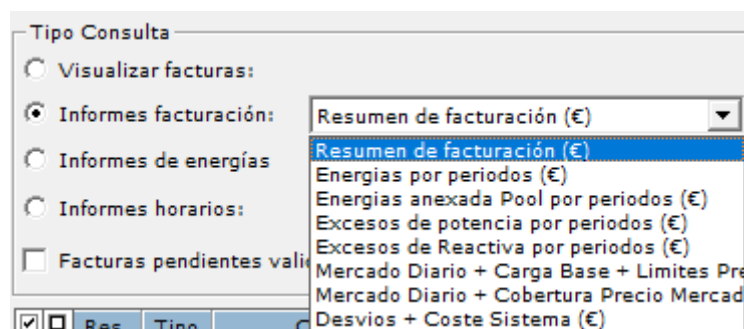 Tipo Consulta
Visualizar facturas:
Informes facturación:
Resumen de facturación (€)
Resumen de facturación (€)
Informes de energías
Energias por periodos (€)
Energias anexada Pool por periodos (€)
Informes horarios:
Excesos de potencia por periodos (€)
Excesos de Reactiva por periodos (€)
Facturas pendientes vali
Mercado Diario + Carga Base + Limites Pre
Mercado Diario + Cobertura Precio Mercad
Desvios + Coste Sistema (€)
Res Tipo C